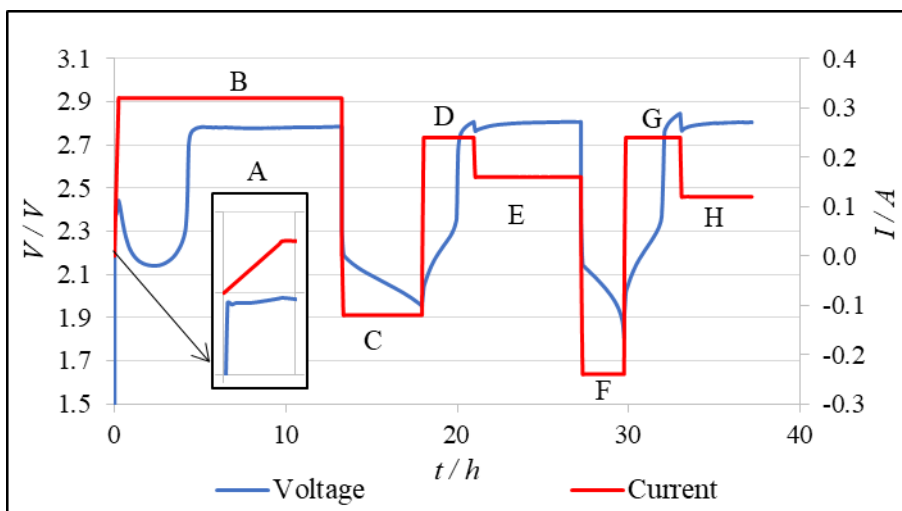 3.1
2.9
2.7
2.5
2.3
2.1
1.9
1.7
1.5
V / V
0.4
0.3
0.2
0.1
0.0
-0.1
-0.2
-0.3
I / A
A
B
C
D
E
F
G
H
0
10
20
30
40
t / h
Voltage
Current